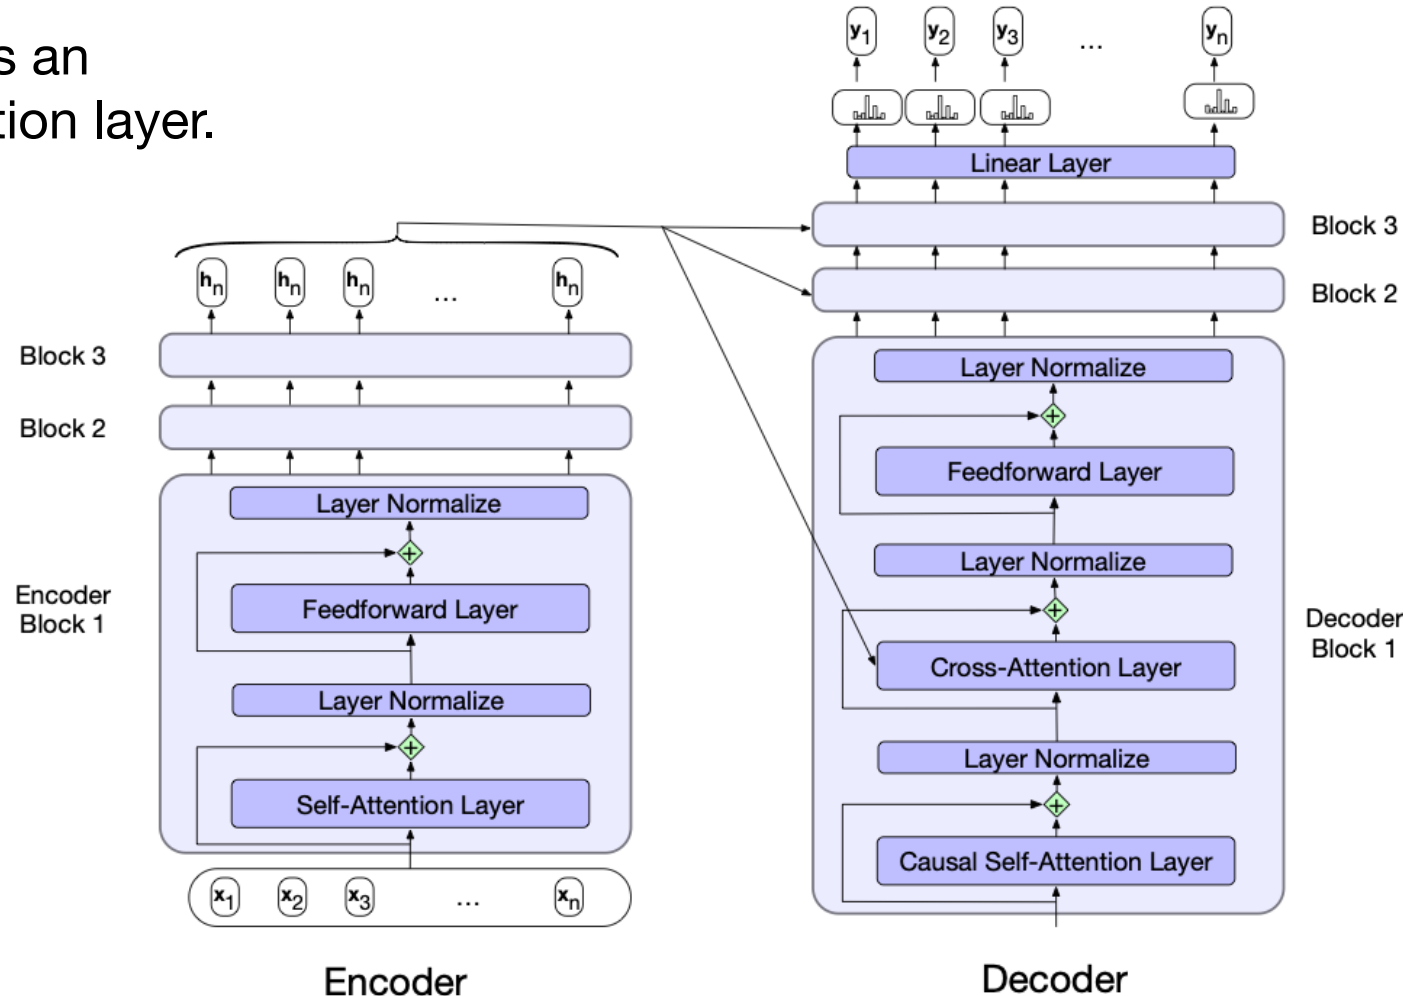 s an
tion layer.
y1 y2 y3 ... yn
Linear Layer
Block 3
Block 2
Layer Normalize
Feedforward Layer
Layer Normalize
Cross-Attention Layer
Layer Normalize
Causal Self-Attention Layer
Decoder
Block 1
Decoder
hn hn hn ... hn
Block 3
Block 2
Layer Normalize
Feedforward Layer
Layer Normalize
Self-Attention Layer
Encoder
Block 1
x1 x2 x3 ... xn
Encoder